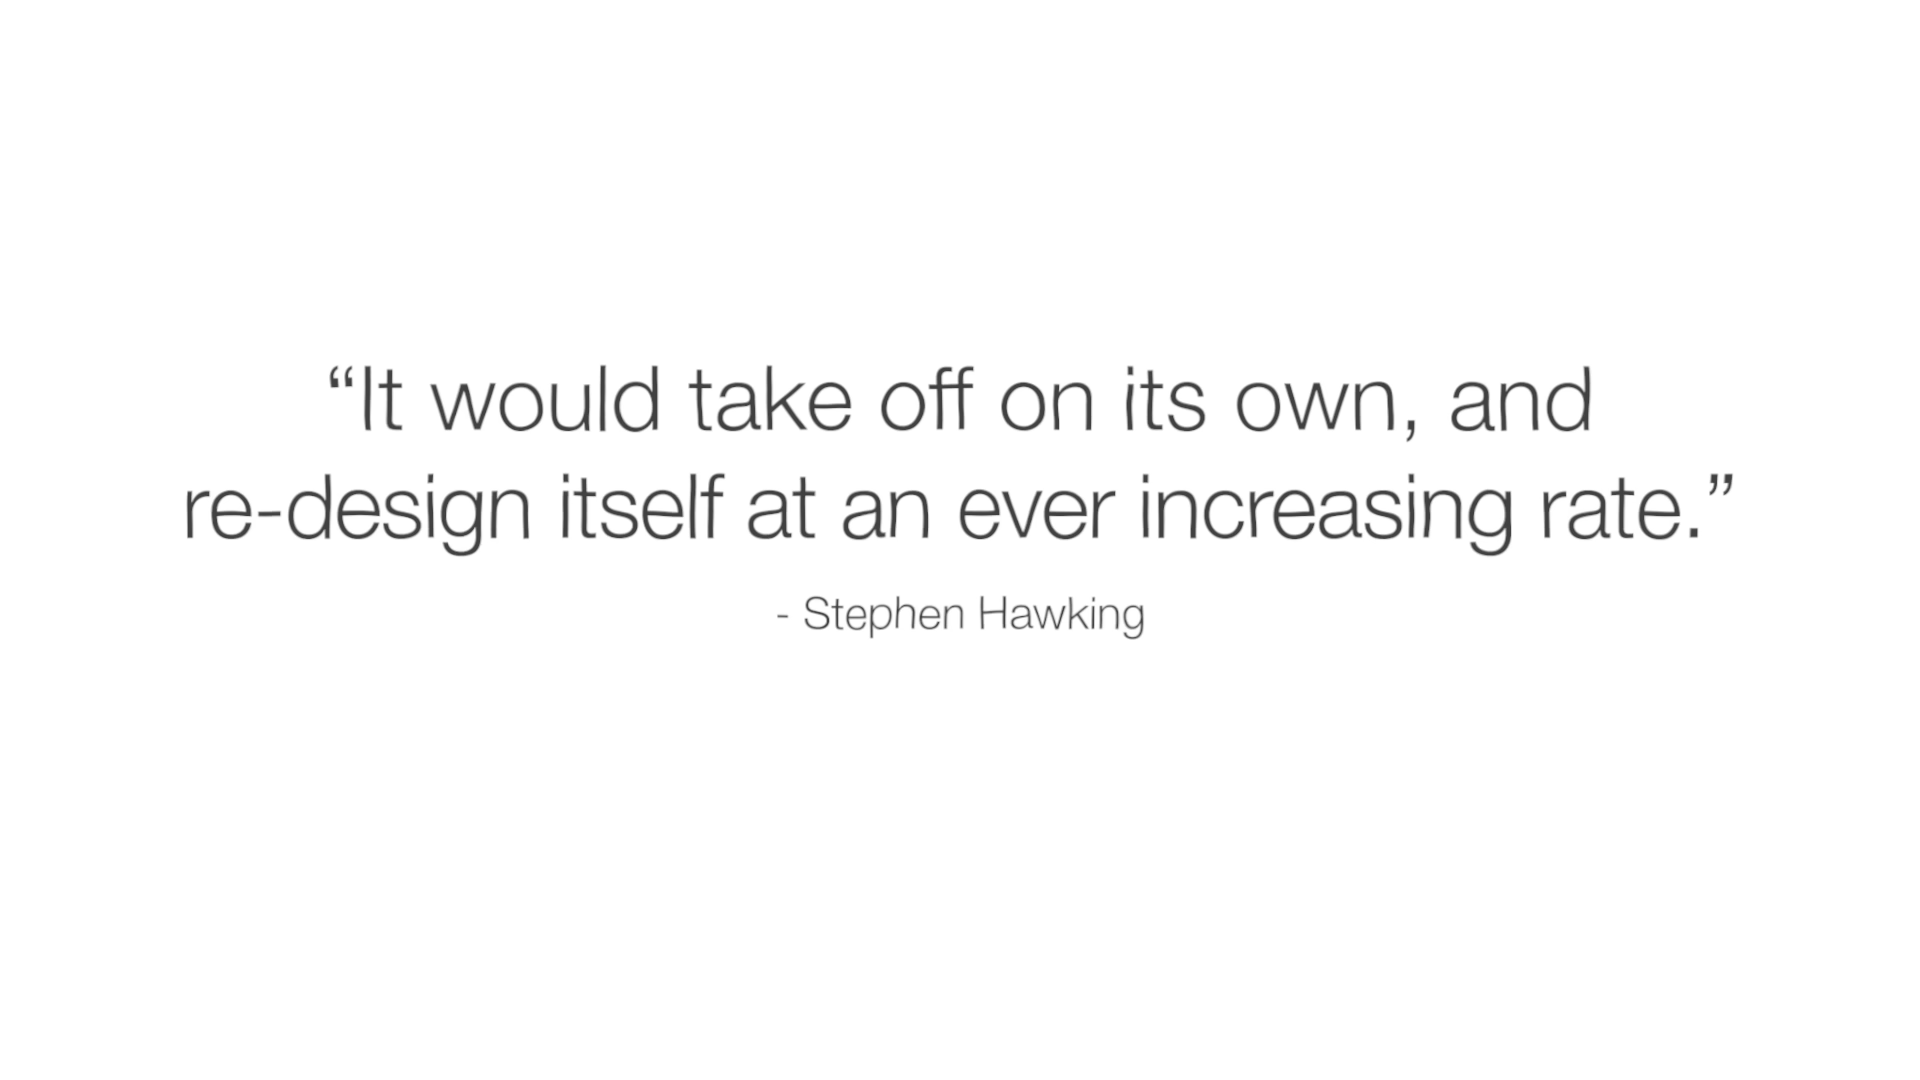 “It would take off on its own, and
re-design itself at an ever increasing rate.”
- Stephen Hawking